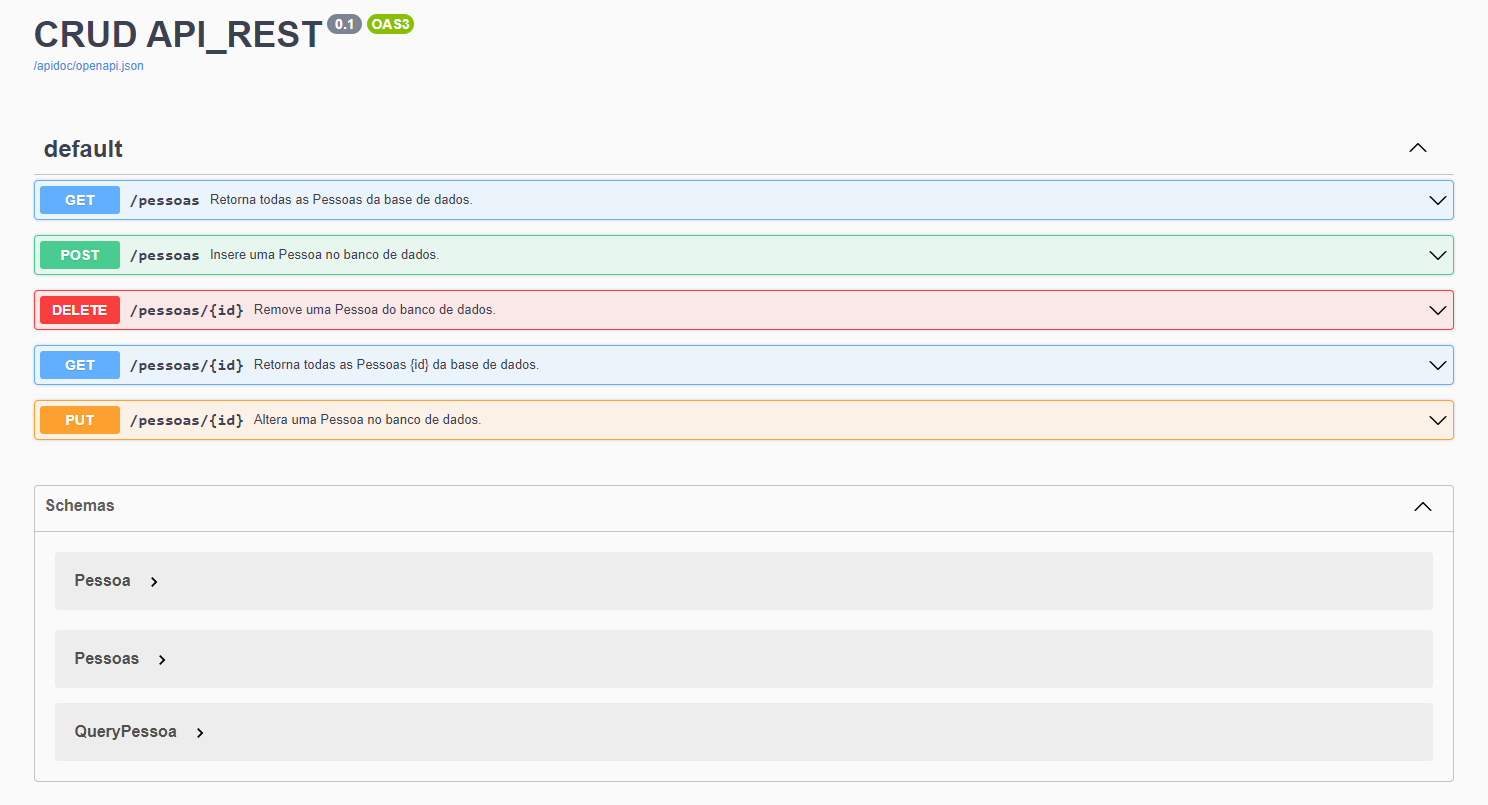 CRUD API_REST 0.1 OAS3
/apidoc/openapi.json
default
GET /pessoas Retorna todas as Pessoas da base de dados.
POST /pessoas Insere uma Pessoa no banco de dados.
DELETE /pessoas/{id} Remove uma Pessoa do banco de dados.
GET /pessoas/{id} Retorna todas as Pessoas {id} da base de dados.
PUT /pessoas/{id} Altera uma Pessoa no banco de dados.
Schemas
Pessoa
Pessoas
QueryPessoa